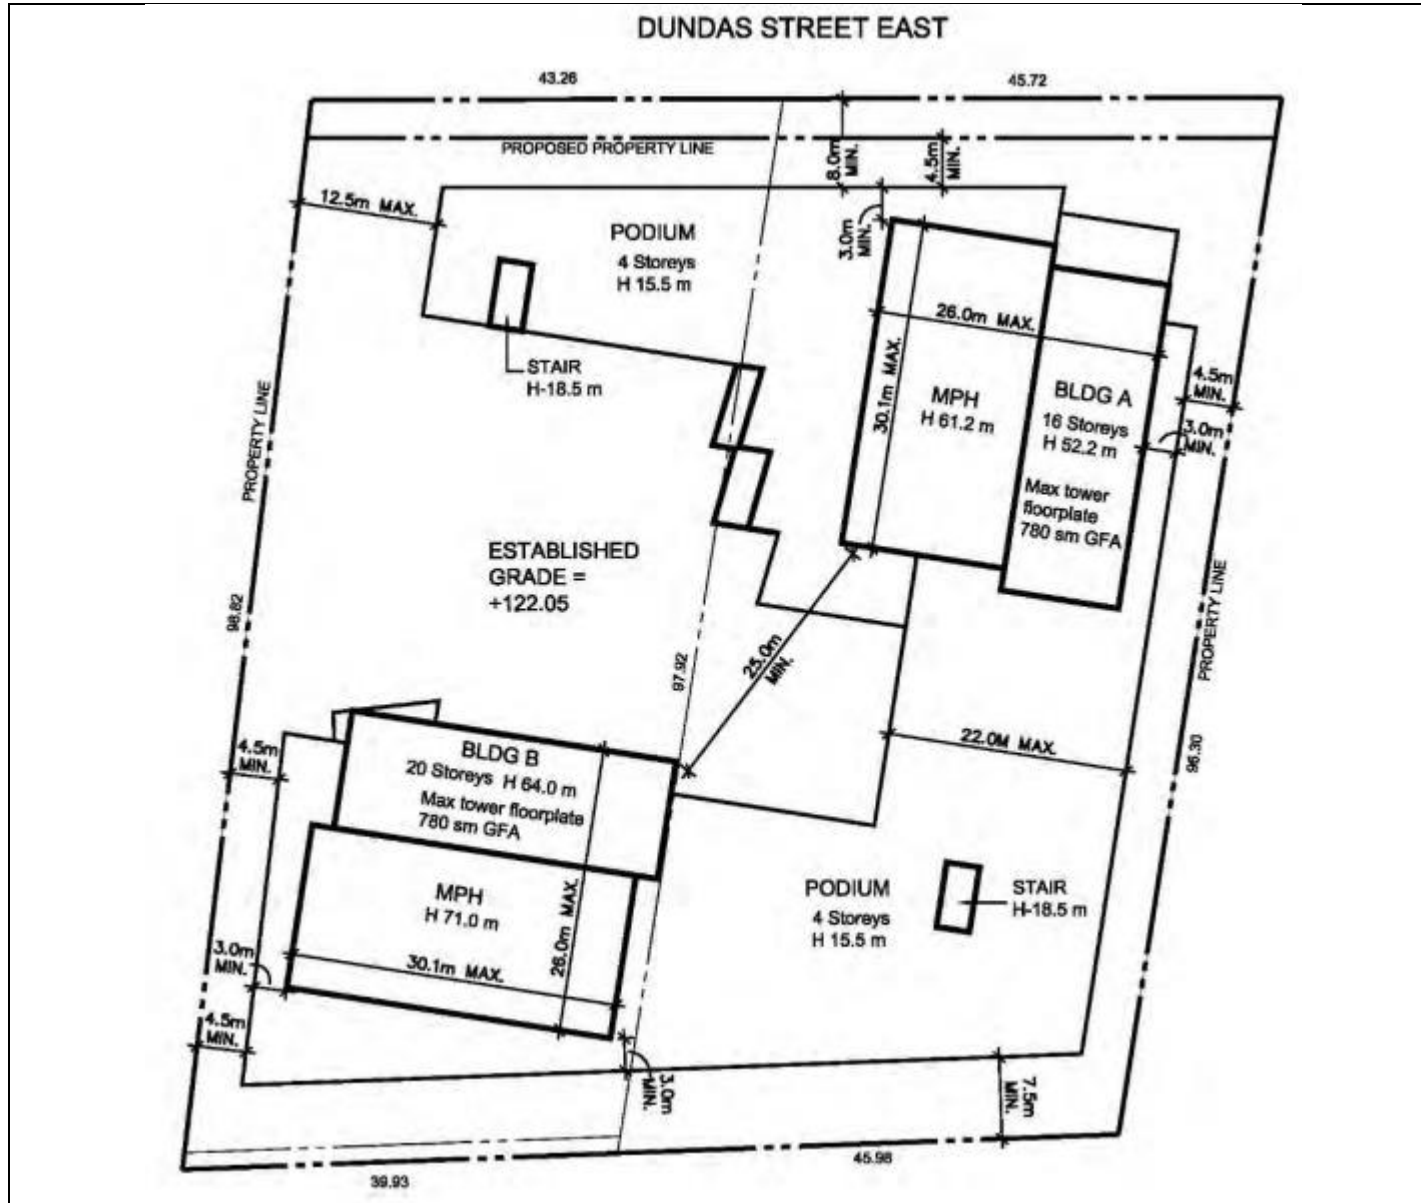 DUNDAS STREET EAST
43.26
45.72
PROPOSED PROPERTY LINE
8.0m
MIN.
4.5m
MIN.
12.5m MAX.
PODIUM
4 Storeys
H 15.5 m
3.0m
MIN.
STAIR
H-18.5 m
26.0m MAX.
30.1m MAX.
MPH
H 61.2 m
BLDG A
16 Storeys
H 52.2 m
Max tower
floorplate
780 sm GFA
4.5m
MIN.
3.0m
MIN.
PROPERTY LINE
98.82
ESTABLISHED
GRADE =
+122.05
PROPERTY LINE
96.30
97.92
25.0m
MIN.
22.0M MAX.
4.5m
MIN.
BLDG B
20 Storeys H 64.0 m
Max tower floorplate
780 sm GFA
MPH
H 71.0 m
26.0m MAX.
30.1m MAX.
3.0m
MIN.
4.5m
MIN.
PODIUM
4 Storeys
H 15.5 m
STAIR
H-18.5 m
3.0m
MIN.
7.5m
MIN.
39.93
45.98